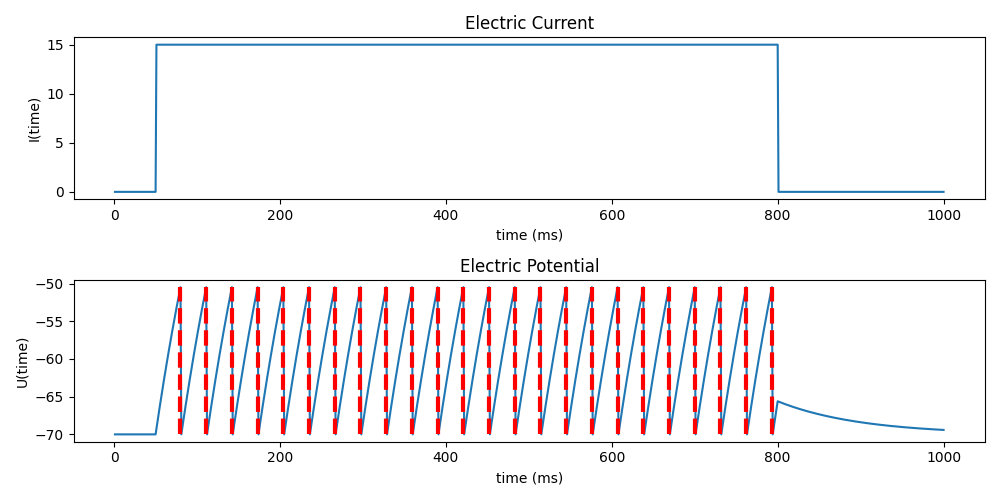 Electric Current
I(time)
15
10
5
0
0 200 400 600 800 1000
time (ms)
Electric Potential
U(time)
−50
−55
−60
−65
−70
0 200 400 600 800 1000
time (ms)